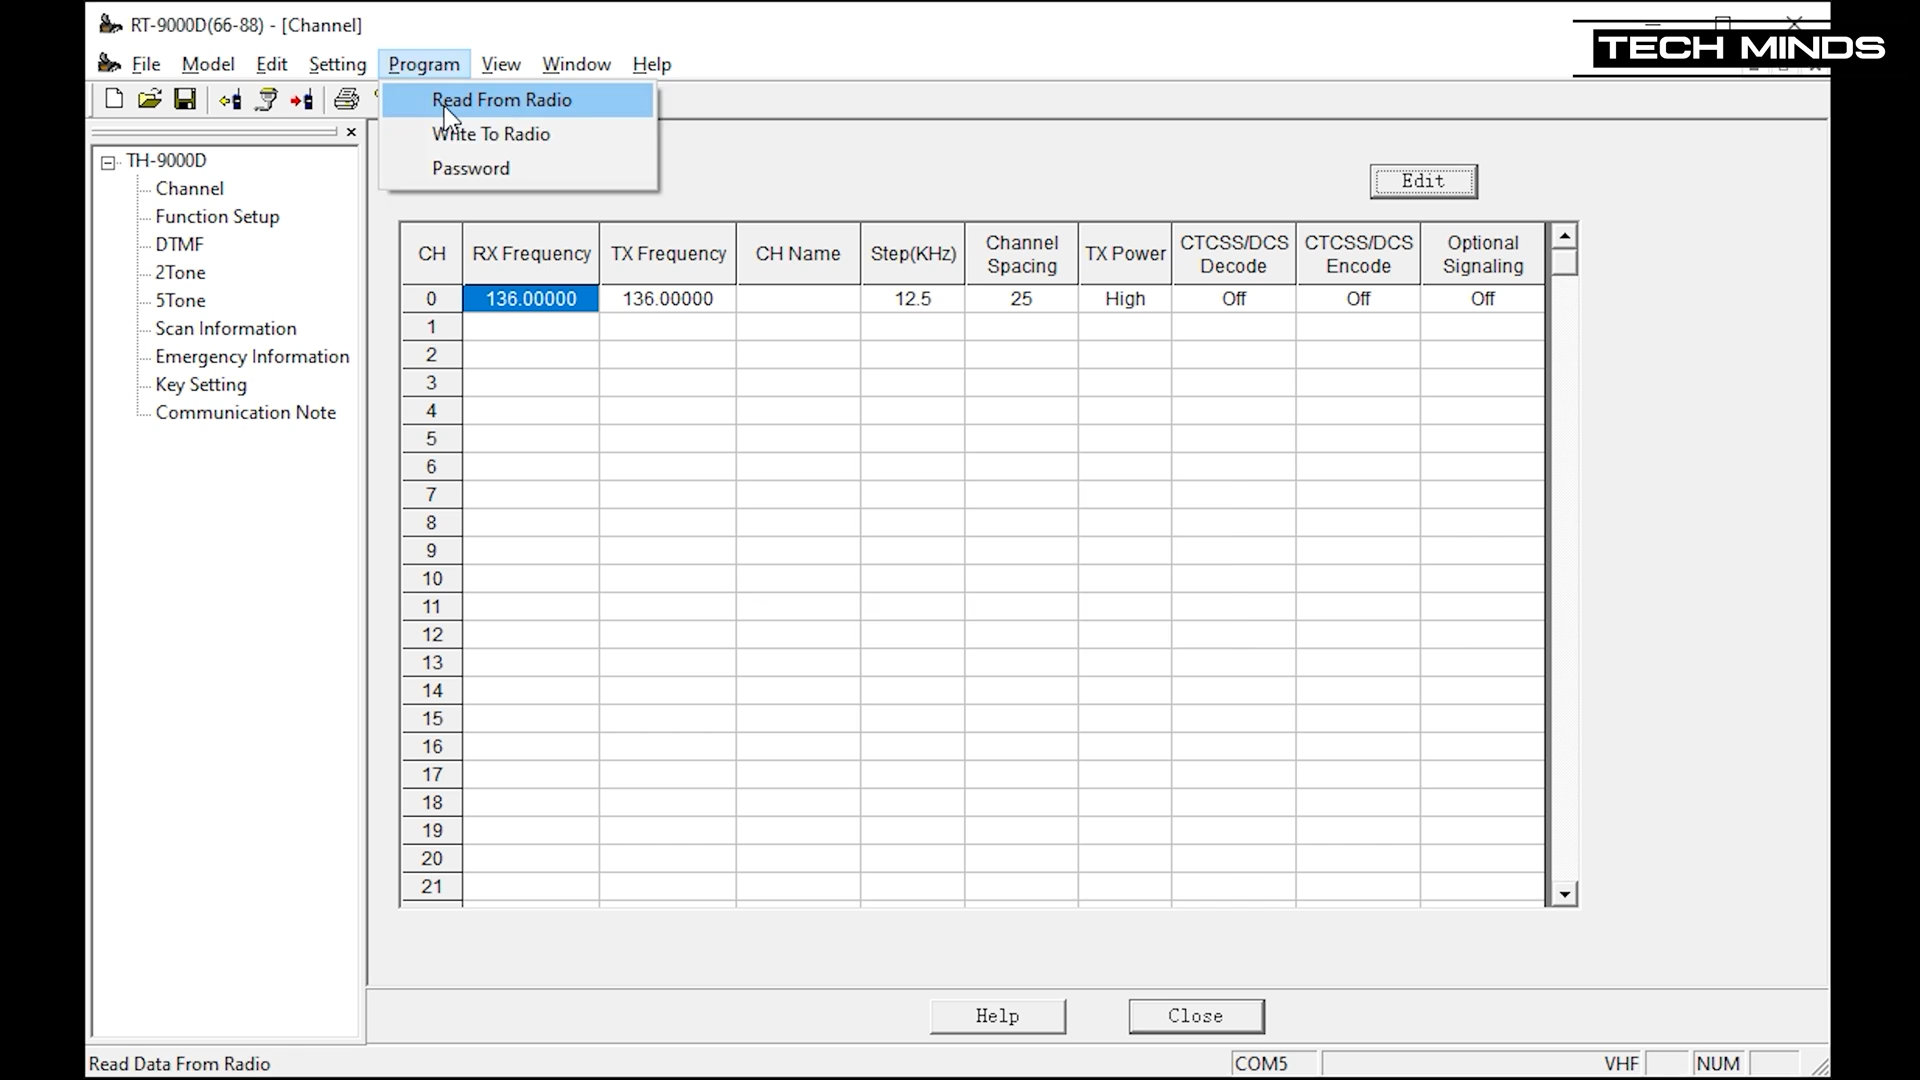 RT-9000D(66-88) - [Channel]
TECH MINDS
File Model Edit Setting Program View Window Help
Read From Radio
Write To Radio
Password
TH-9000D
Channel
Function Setup
DTMF
2Tone
5Tone
Scan Information
Emergency Information
Key Setting
Communication Note
Edit
CH RX Frequency TX Frequency CH Name Step(KHz) Channel Spacing TX Power CTCSS/DCS Decode CTCSS/DCS Encode Optional Signaling
0 136.00000 136.00000 12.5 25 High Off Off Off
1
2
3
4
5
6
7
8
9
10
11
12
13
14
15
16
17
18
19
20
21
Help Close
Read Data From Radio COM5 VHF NUM